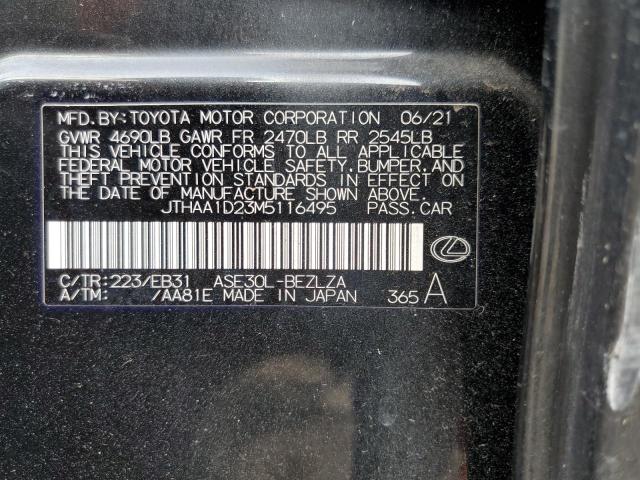 MFD.BY:TOYOTA MOTOR CORPORATION 06/21
GVWR 4690LB GAWR FR 2470LB RR 2545LB
THIS VEHICLE CONFORMS TO ALL APPLICABLE
FEDERAL MOTOR VEHICLE SAFETY, BUMPER, AND
THEFT PREVENTION STANDARDS IN EFFECT ON
THE DATE OF MANUFACTURE SHOWN ABOVE.
JTHAA1D23M5116495 PASS.CAR
C/TR:223/EB31 ASE30L-BEZLZA
A/TM: /AA81E MADE IN JAPAN 365 A